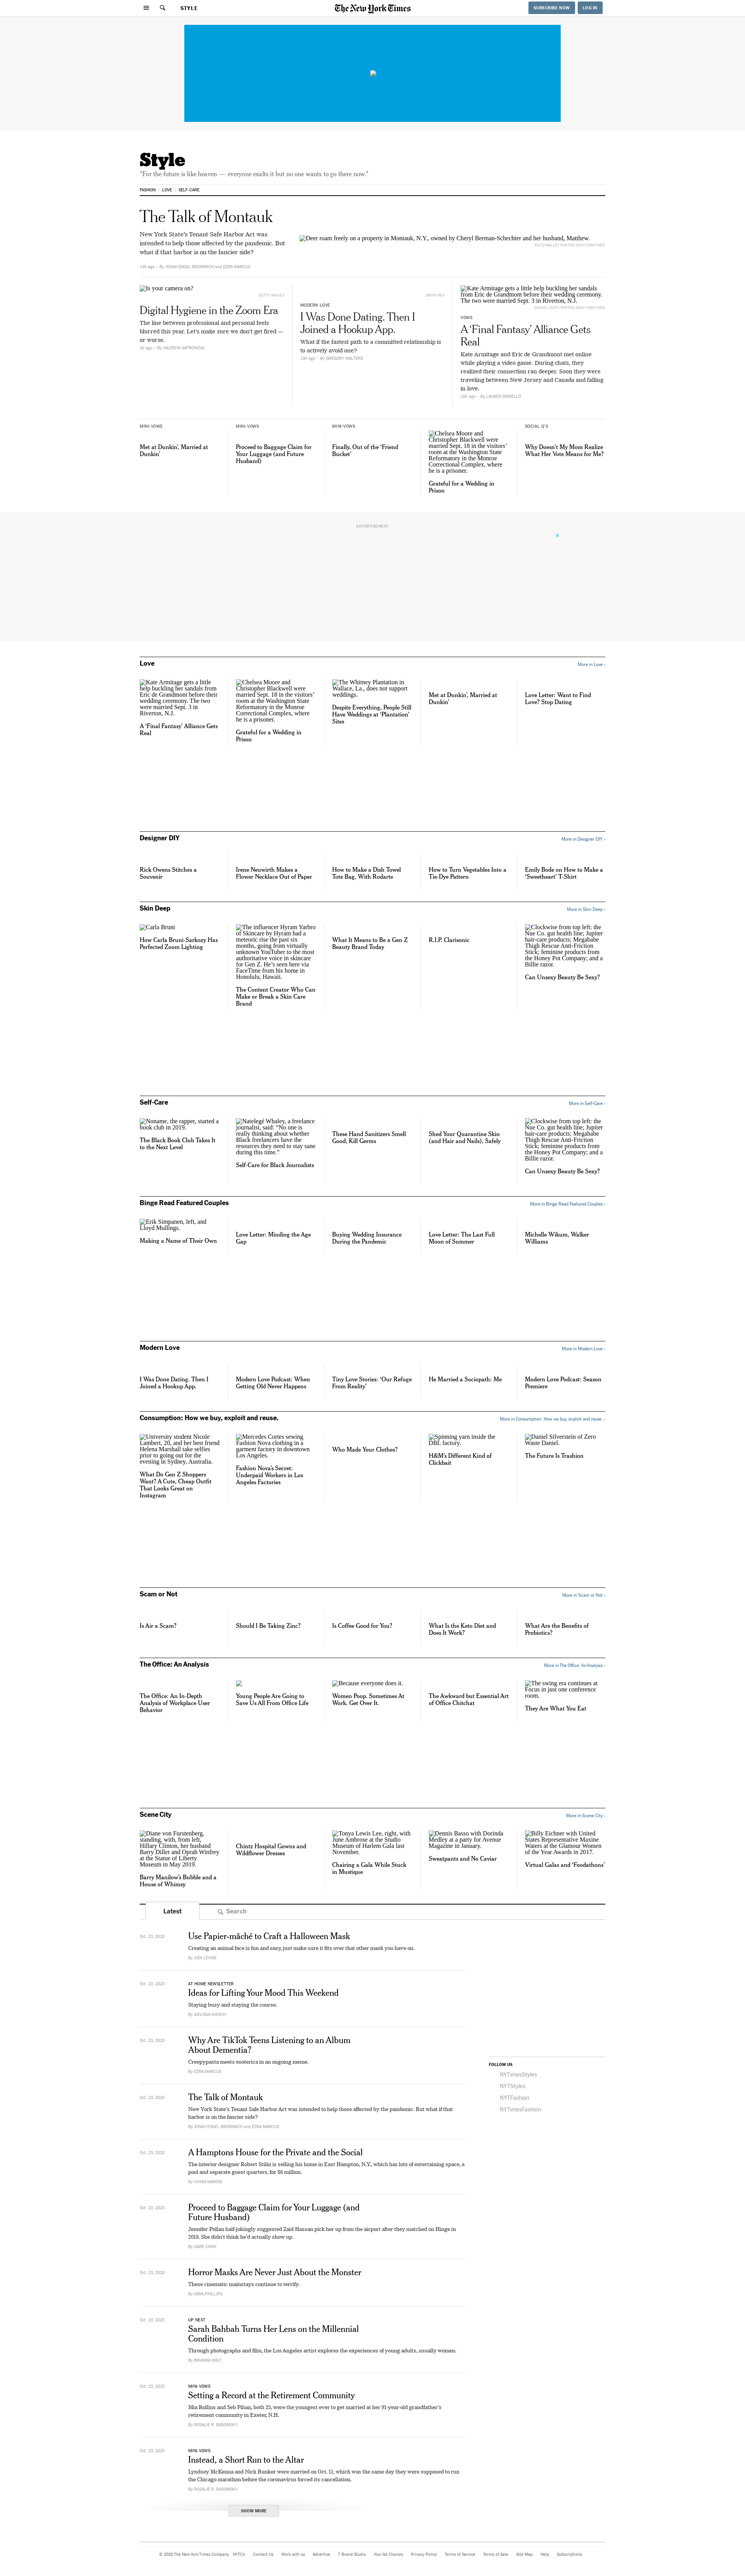 STYLE
The New York Times
SUBSCRIBE NOW
LOG IN
Style
“For the future is like heaven — everyone exalts it but no one wants to go there now.”
FASHION
LOVE
SELF-CARE
The Talk of Montauk
New York State’s Tenant Safe Harbor Act was
intended to help those affected by the pandemic. But
what if that harbor is on the fancier side?
By JONAH ENGEL BROMWICH and EZRA MARCUS
Deer roam freely on a property in Montauk, N.Y., owned by Cheryl Berman-Schechter and her husband, Matthew.
Is your camera on?
GETTY IMAGES
Digital Hygiene in the Zoom Era
The line between professional and personal feels
blurred this year. Let’s make sure we don’t get fired —
or worse.
2d ago – By VALERIYA SAFRONOVA
BRIAN REA
MODERN LOVE
I Was Done Dating. Then I
Joined a Hookup App.
What if the fastest path to a committed relationship is
to actively avoid one?
By GREGORY WALTERS
Kate Armitage gets a little help buckling her sandals
from Eric de Grandmont before their wedding ceremony.
The two were married Sept. 3 in Riverton, N.J.
VOWS
A ‘Final Fantasy’ Alliance Gets
Real
Kate Armitage and Eric de Grandmont met online
while playing a video game. During chats, they
realized their connection ran deeper. Soon they were
traveling between New Jersey and Canada and falling
in love.
By LAUREN ROWELLO
MINI-VOWS
Met at Dunkin’, Married at
Dunkin’
MINI-VOWS
Proceed to Baggage Claim for
Your Luggage (and Future
Husband)
MINI-VOWS
Finally, Out of the ‘Friend
Bucket’
Chelsea Moore and
Christopher Blackwell were
married Sept. 18 in the visitors’
room at the Washington State
Reformatory in the Monroe
Correctional Complex, where
he is a prisoner.
Grateful for a Wedding in
Prison
SOCIAL Q’S
Why Doesn’t My Mom Realize
What Her Vote Means for Me?
ADVERTISEMENT
Love
More in Love ›
Kate Armitage gets a little
help buckling her sandals from
Eric de Grandmont before their
wedding ceremony. The two
were married Sept. 3 in
Riverton, N.J.
A ‘Final Fantasy’ Alliance Gets
Real
Chelsea Moore and
Christopher Blackwell were
married Sept. 18 in the visitors’
room at the Washington State
Reformatory in the Monroe
Correctional Complex, where
he is a prisoner.
Grateful for a Wedding in
Prison
The Whitney Plantation in
Wallace, La., does not support
weddings.
Despite Everything, People Still
Have Weddings at ‘Plantation’
Sites
Met at Dunkin’, Married at
Dunkin’
Love Letter: Want to Find
Love? Stop Dating
Designer DIY
More in Designer DIY ›
Rick Owens Stitches a
Souvenir
Irene Neuwirth Makes a
Flower Necklace Out of Paper
How to Make a Dish Towel
Tote Bag, With Rodarte
How to Turn Vegetables Into a
Tie-Dye Pattern
Emily Bode on How to Make a
‘Sweetheart’ T-Shirt
Skin Deep
More in Skin Deep ›
Carla Bruni
How Carla Bruni-Sarkozy Has
Perfected Zoom Lighting
The influencer Hyram Yarbro
of Skincare by Hyram had a
meteoric rise the past six
months, going from virtually
unknown YouTuber to the most
authoritative voice in skincare
for Gen Z. He’s seen here via
FaceTime from his home in
Honolulu, Hawaii.
The Content Creator Who Can
Make or Break a Skin Care
Brand
What It Means to Be a Gen Z
Beauty Brand Today
R.I.P. Clarisonic
Clockwise from top left: the
Nue Co. gut health line; Jupiter
hair-care products; Megababe
Thigh Rescue Anti-Friction
Stick; feminine products from
the Honey Pot Company; and a
Billie razor.
Can Unsexy Beauty Be Sexy?
Self-Care
More in Self-Care ›
Noname, the rapper, started a
book club in 2019.
The Black Book Club Takes It
to the Next Level
Natelegé Whaley, a freelance
journalist, said: “No one is
really thinking about whether
Black freelancers have the
resources they need to stay sane
during this time.”
Self-Care for Black Journalists
These Hand Sanitizers Smell
Good, Kill Germs
Shed Your Quarantine Skin
(and Hair and Nails), Safely
Clockwise from top left: the
Nue Co. gut health line; Jupiter
hair-care products; Megababe
Thigh Rescue Anti-Friction
Stick; feminine products from
the Honey Pot Company; and a
Billie razor.
Can Unsexy Beauty Be Sexy?
Binge Read Featured Couples
More in Binge Read Featured Couples ›
Erik Simpanen, left, and
Lloyd Mullings.
Making a Name of Their Own
Love Letter: Minding the Age
Gap
Buying Wedding Insurance
During the Pandemic
Love Letter: The Last Full
Moon of Summer
Michelle Wikum, Walker
Williams
Modern Love
More in Modern Love ›
I Was Done Dating. Then I
Joined a Hookup App.
Modern Love Podcast: When
Getting Old Never Happens
Tiny Love Stories: ‘Our Refuge
From Reality’
He Married a Sociopath: Me
Modern Love Podcast: Season
Premiere
Consumption: How we buy, exploit and reuse.
More in Consumption: How we buy, exploit and reuse. ›
University student Nicole
Lambert, 20, and her best friend
Helena Marshall take selfies
prior to going out for the
evening in Sydney, Australia.
What Do Gen Z Shoppers
Want? A Cute, Cheap Outfit
That Looks Great on
Instagram
Mercedes Cortes sewing
Fashion Nova clothing in a
garment factory in downtown
Los Angeles.
Fashion Nova’s Secret:
Underpaid Workers in Los
Angeles Factories
Who Made Your Clothes?
Spinning yarn inside the
DBL factory.
H&M’s Different Kind of
Clickbait
Daniel Silverstein of Zero
Waste Daniel.
The Future Is Trashion
Scam or Not
More in Scam or Not ›
Is Air a Scam?
Should I Be Taking Zinc?
Is Coffee Good for You?
What Is the Keto Diet and
Does It Work?
What Are the Benefits of
Probiotics?
The Office: An Analysis
More in The Office: An Analysis ›
The Office: An In-Depth
Analysis of Workplace User
Behavior
Young People Are Going to
Save Us All From Office Life
Because everyone does it.
Women Poop. Sometimes At
Work. Get Over It.
The Awkward but Essential Art
of Office Chitchat
The swing era continues at
Focus in just one conference
room.
They Are What You Eat
Scene City
More in Scene City ›
Diane von Furstenberg,
standing, with, from left,
Hillary Clinton, her husband
Barry Diller and Oprah Winfrey
at the Statue of Liberty
Museum in May 2019.
Barry Manilow’s Bubble and a
House of Whimsy
Chintz Hospital Gowns and
Wildflower Dresses
Tonya Lewis Lee, right, with
June Ambrose at the Studio
Museum of Harlem Gala last
November.
Chairing a Gala While Stuck
in Mustique
Dennis Basso with Dorinda
Medley at a party for Avenue
Magazine in January.
Sweatpants and No Caviar
Billy Eichner with United
States Representative Maxine
Waters at the Glamour Women
of the Year Awards in 2017.
Virtual Galas and ‘Foodathons’
Latest
Search
Oct. 23, 2020
Use Papier-mâché to Craft a Halloween Mask
Creating an animal face is fun and easy, just make sure it fits over that other mask you have on.
By JODI LEVINE
Oct. 23, 2020
AT HOME NEWSLETTER
Ideas for Lifting Your Mood This Weekend
Staying busy and staying the course.
By MELISSA KIRSCH
Oct. 23, 2020
Why Are TikTok Teens Listening to an Album
About Dementia?
Creepypasta meets esoterica in an ongoing meme.
By EZRA MARCUS
Oct. 23, 2020
The Talk of Montauk
New York State’s Tenant Safe Harbor Act was intended to help those affected by the pandemic. But what if that
harbor is on the fancier side?
By JONAH ENGEL BROMWICH and EZRA MARCUS
Oct. 23, 2020
A Hamptons House for the Private and the Social
The interior designer Robert Stilin is selling his home in East Hampton, N.Y., which has lots of entertaining space, a
pool and separate guest quarters, for $6 million.
By VIVIAN MARINO
Oct. 23, 2020
Proceed to Baggage Claim for Your Luggage (and
Future Husband)
Jennifer Pollan half-jokingly suggested Zaid Hassan pick her up from the airport after they matched on Hinge in
2018. She didn’t think he’d actually show up.
By GABE COHN
Oct. 23, 2020
Horror Masks Are Never Just About the Monster
These cinematic mainstays continue to terrify.
By MAYA PHILLIPS
Oct. 23, 2020
UP NEXT
Sarah Bahbah Turns Her Lens on the Millennial
Condition
Through photographs and film, the Los Angeles artist explores the experiences of young adults, usually women.
By BRIANNA HOLT
Oct. 23, 2020
MINI-VOWS
Setting a Record at the Retirement Community
Mia Rollins and Seb Pihan, both 25, were the youngest ever to get married at her 91-year-old grandfather’s
retirement community in Exeter, N.H.
By ROSALIE R. RADOMSKY
Oct. 23, 2020
MINI-VOWS
Instead, a Short Run to the Altar
Lyndsey McKenna and Nick Bunker were married on Oct. 11, which was the same day they were supposed to run
the Chicago marathon before the coronavirus forced its cancellation.
By ROSALIE R. RADOMSKY
SHOW MORE
FOLLOW US
NYTimesStyles
NYTStyles
NYTFashion
NYTimesFashion
© 2020 The New York Times Company
NYTCo
Contact Us
Work with us
Advertise
T Brand Studio
Your Ad Choices
Privacy Policy
Terms of Service
Terms of Sale
Site Map
Help
Subscriptions